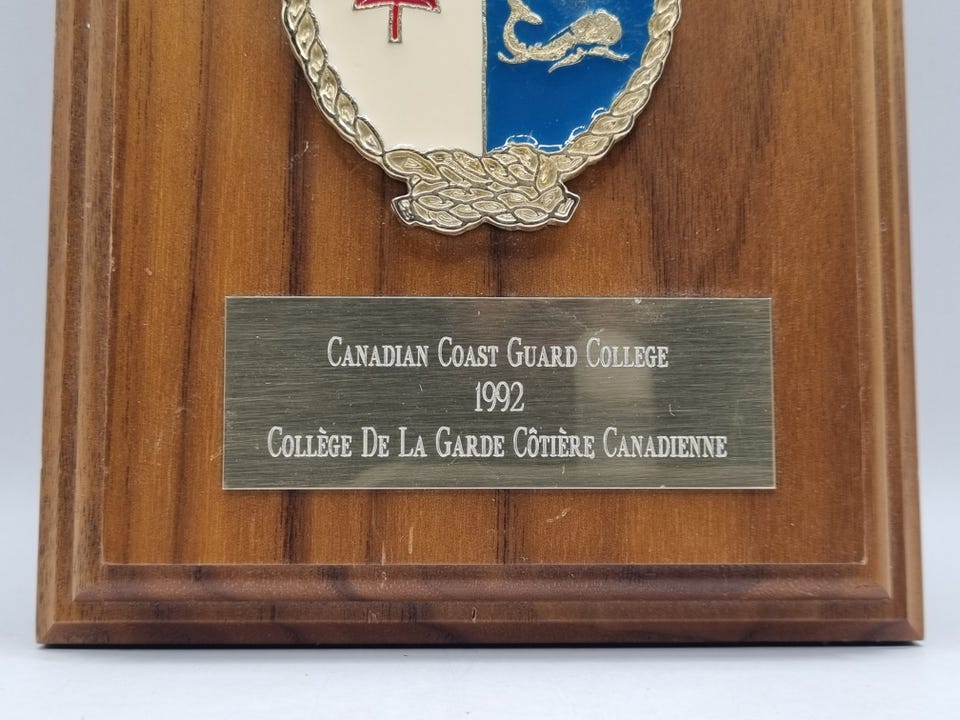 Canadian Coast Guard College
1992
Collège De La Garde Côtière Canadienne